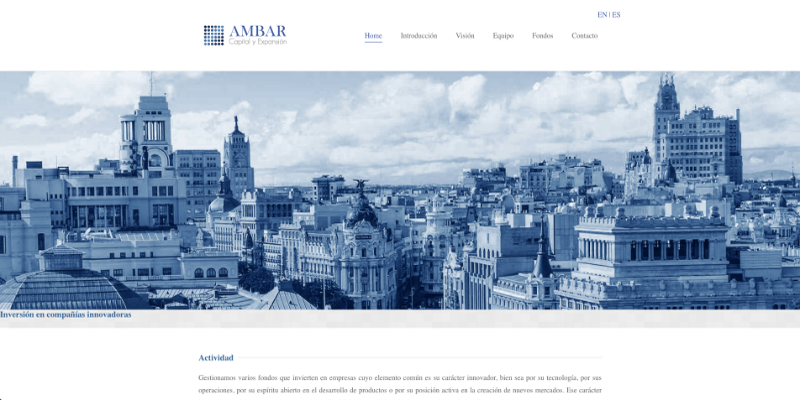 EN | ES
AMBAR
Capital y Expansión
Home Introducción Visión Equipo Fondos Contacto
Inversión en compañías innovadoras
Actividad
Gestionamos varios fondos que invierten en empresas cuyo elemento común es su carácter innovador, bien sea por su tecnología, por sus
operaciones, por su espíritu abierto en el desarrollo de productos o por su posición activa en la creación de nuevos mercados. Ese carácter